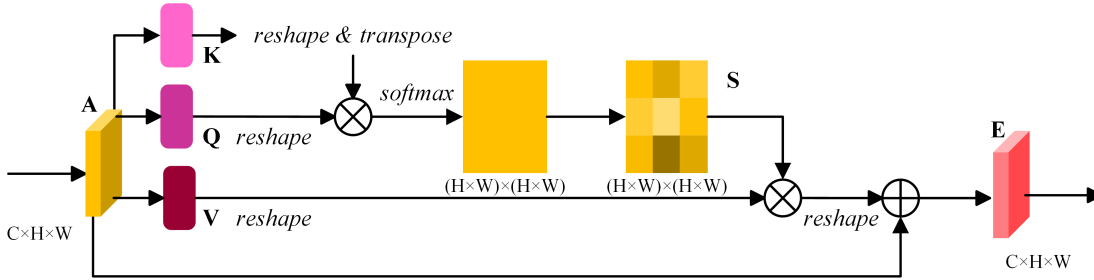 K
reshape & transpose
A
softmax
S
Q
reshape
E
(H×W)×(H×W)
(H×W)×(H×W)
V
reshape
reshape
C×H×W
C×H×W